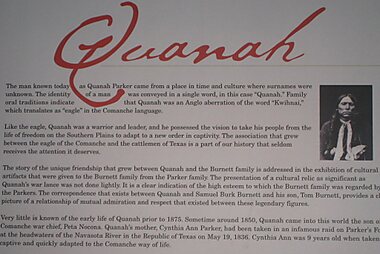 Quanah
The man known today as Quanah Parker came from a place in time and culture where surnames were
unknown. The identity of a man was conveyed in a single word, in this case “Quanah.” Family
oral traditions indicate that Quanah was an Anglo aberration of the word “Kwihnai,”
which translates as “eagle” in the Comanche language.
Like the eagle, Quanah was a warrior and leader, and he possessed the vision to take his people from the
life of freedom on the Southern Plains to adapt to a new order in captivity. The association that grew
between the eagle of the Comanche and the cattlemen of Texas is a part of our history that seldom
receives the attention it deserves.
The story of the unique friendship that grew between Quanah and the Burnett family is addressed in the exhibition of cultural
artifacts that were given to the Burnett family from the Parker family. The presentation of a cultural relic as significant as
Quanah's war lance was not done lightly. It is a clear indication of the high esteem to which the Burnett family was regarded by
the Parkers. The correspondence that exists between Quanah and Samuel Burk Burnett and his son, Tom Burnett, provides a cl
picture of a relationship of mutual admiration and respect that existed between these legendary figures.
Very little is known of the early life of Quanah prior to 1875. Sometime around 1850, Quanah came into this world the son of
Comanche war chief, Peta Nocona. Quanah's mother, Cynthia Ann Parker, had been taken in an infamous raid on Parker's Fo
at the headwaters of the Navasota River in the Republic of Texas on May 19, 1836. Cynthia Ann was 9 years old when taken
captive and quickly adapted to the Comanche way of life.